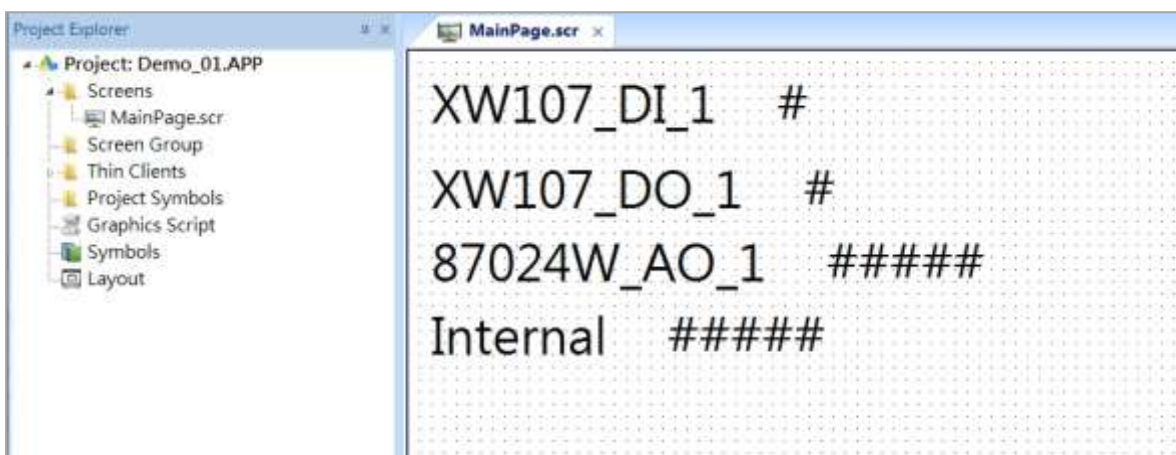 Project Explorer
Project: Demo_01.APP
Screens
MainPage.scr
Screen Group
Thin Clients
Project Symbols
Graphics Script
Symbols
Layout
MainPage.scr
XW107_DI_1 #
XW107_DO_1 #
87024W_AO_1 #####
Internal #####